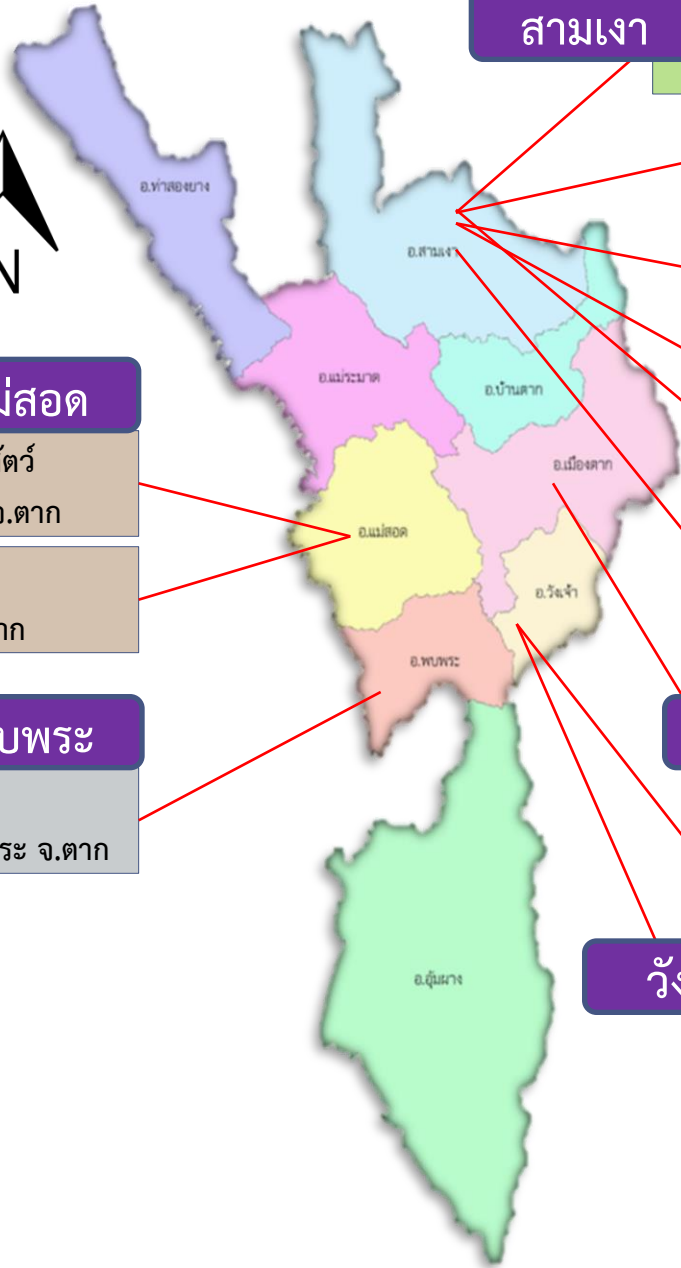 สามเงา
อ.ท่าสองยาง
อ.สามเงา
N
อ.แม่ระมาด
อ.บ้านตาก
ม่สอด
ัตว์
จ.ตาก
อ.เมืองตาก
อ.แม่สอด
อ.วังเจ้า
าก
อ.พบพระ
บพระ
ระ จ.ตาก
วัง
อ.อุ้มผาง